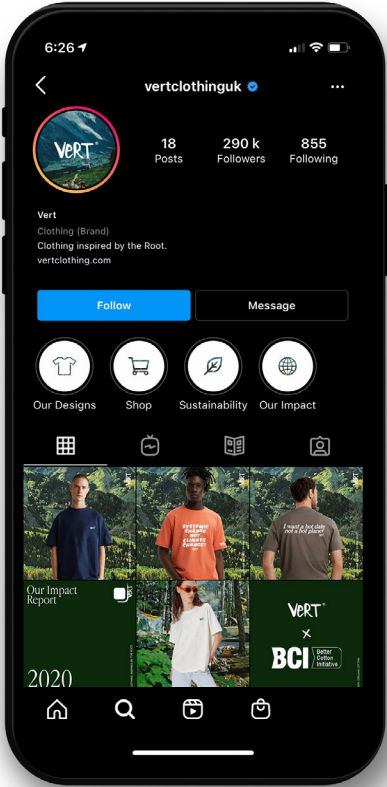 6:26
vertclothinguk
VERT
18
Posts
290 k
Followers
855
Following
Vert
Clothing (Brand)
Clothing inspired by the Root.
vertclothing.com
Follow
Message
Our Designs
Shop
Sustainability
Our Impact
SYSTEMIC
CHANGE
NOT
CLIMATE
CHANGE!
I want a hot date
not a hot planet
Our Impact
Report
2020
VERT
x
BCI
Better
Cotton
Initiative